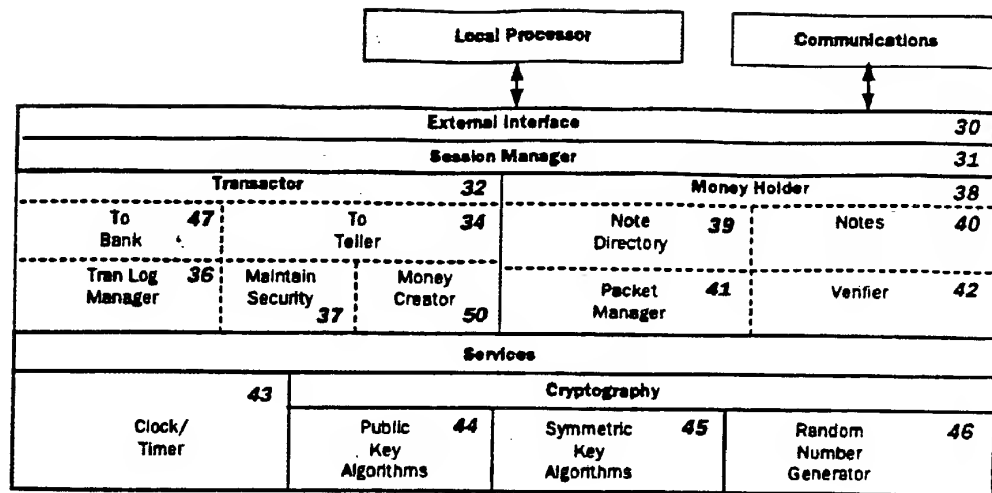 Local Processor
Communications
External Interface 30
Session Manager 31
Transactor 32
Money Holder 38
To Bank 47
To Teller 34
Note Directory 39
Notes 40
Tran Log Manager 36
Maintain Security 37
Money Creator 50
Packet Manager 41
Verifier 42
Services
43
Clock/
Timer
Cryptography
Public Key Algorithms 44
Symmetric Key Algorithms 45
Random Number Generator 46